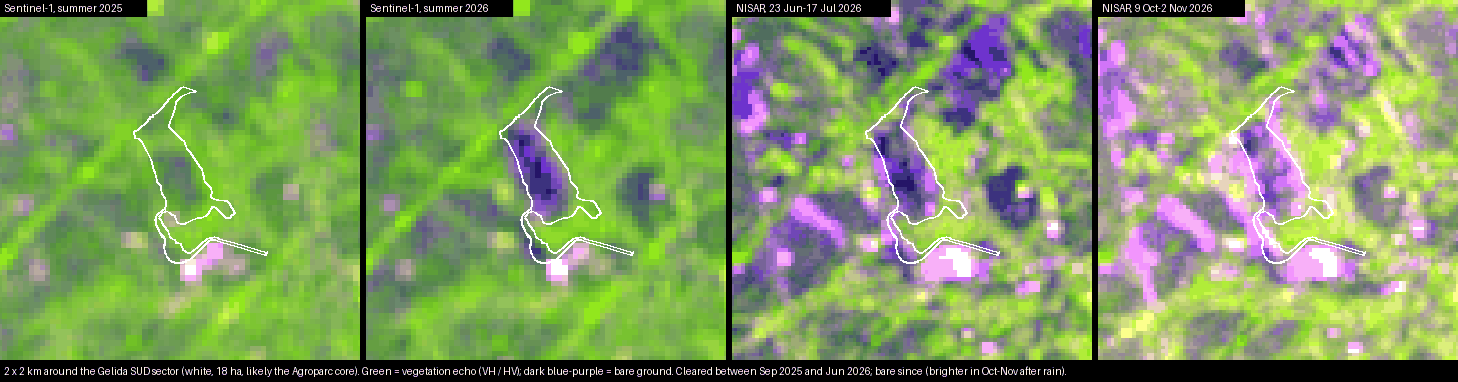 Sentinel-1, summer 2025
Sentinel-1, summer 2026
NISAR, 23 Jun-17 Jul 2026
NISAR, 9 Oct-2 Nov 2026
2 x 2 km around the Gelida SUD sector (white, 18 ha, likely the Agroparc core). Green = vegetation echo (VH / HV); dark blue-purple = bare ground. Cleared between Sep 2025 and Jun 2026; bare since (brighter in Oct-Nov after rain).